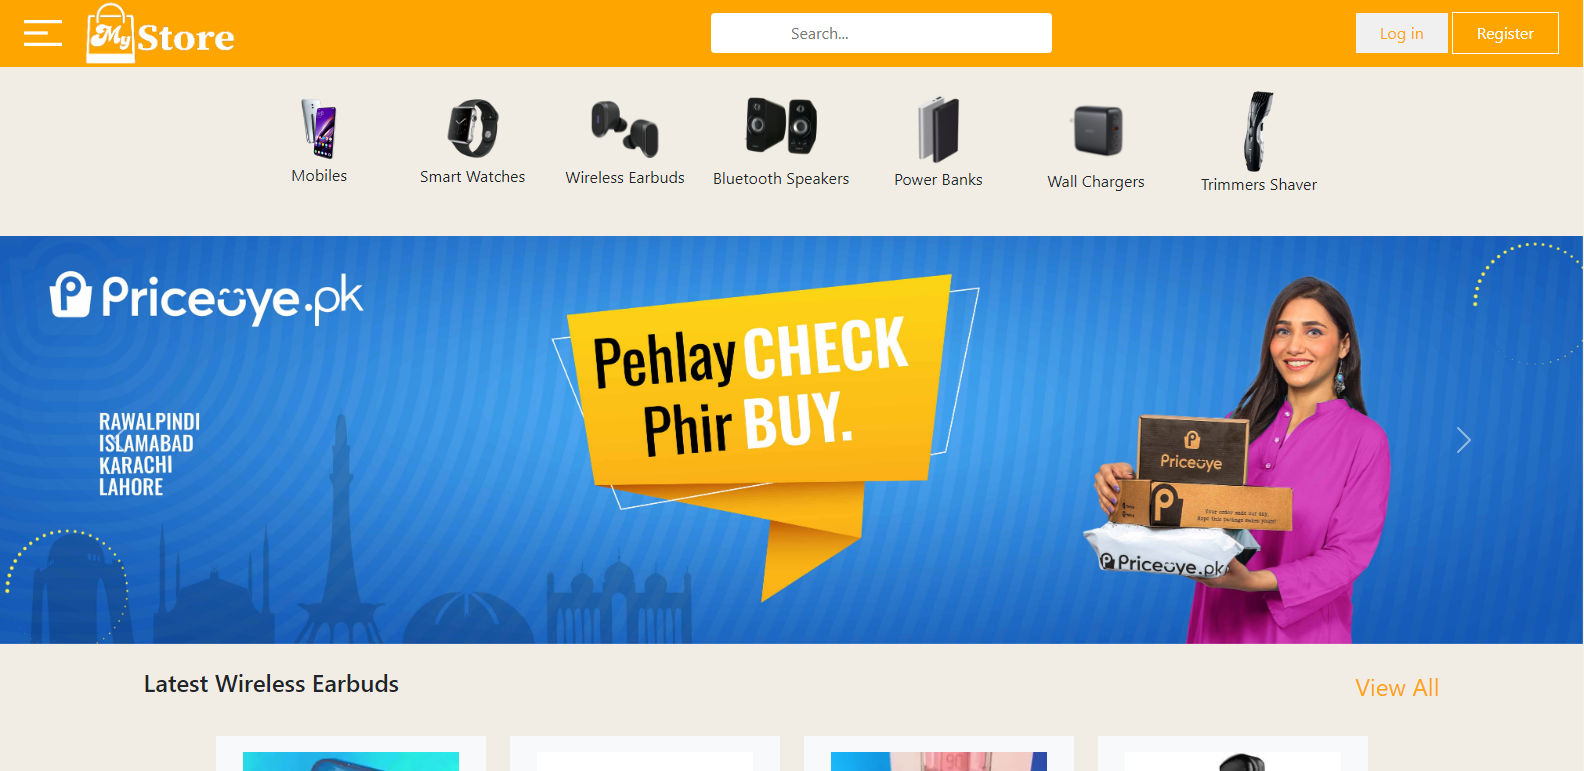 My Store
Search...
Log in
Register
Mobiles
Smart Watches
Wireless Earbuds
Bluetooth Speakers
Power Banks
Wall Chargers
Trimmers Shaver
Priceoye.pk
Pehlay CHECK
Phir BUY.
RAWALPINDI
ISLAMABAD
KARACHI
LAHORE
Priceoye
Priceoye.pk
Latest Wireless Earbuds
View All